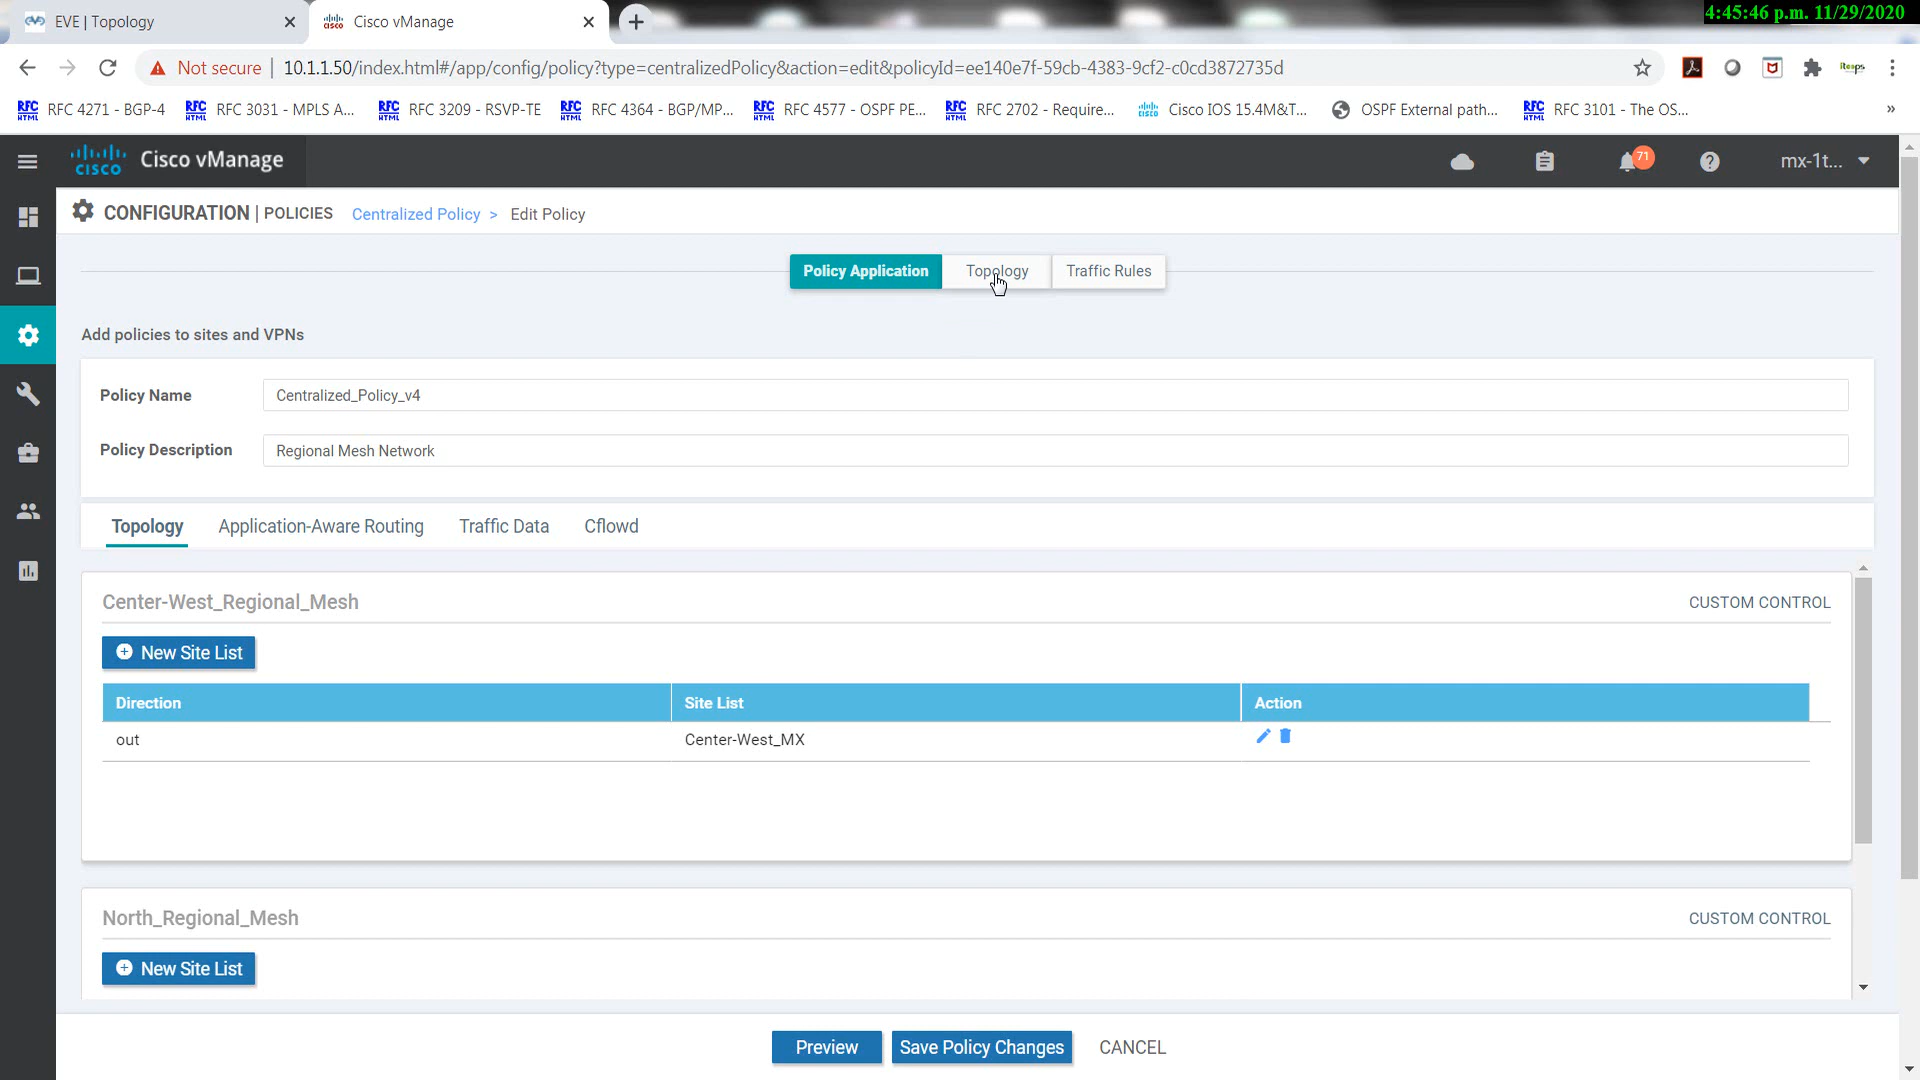 4:45:46 p.m. 11/29/2020
EVE | Topology
Cisco vManage
Not secure | 10.1.1.50/index.html#/app/config/policy?type=centralizedPolicy&action=edit&policyId=ee140e7f-59cb-4383-9cf2-c0cd3872735d
RFC 4271 - BGP-4 RFC 3031 - MPLS A... RFC 3209 - RSVP-TE RFC 4364 - BGP/MP... RFC 4577 - OSPF PE... RFC 2702 - Require... Cisco IOS 15.4M&T... OSPF External path... RFC 3101 - The OS... »
cisco Cisco vManage 71 mx-1t...
CONFIGURATION | POLICIES Centralized Policy > Edit Policy
Policy Application Topology Traffic Rules
Add policies to sites and VPNs
Policy Name Centralized_Policy_v4
Policy Description Regional Mesh Network
Topology Application-Aware Routing Traffic Data Cflowd
Center-West_Regional_Mesh CUSTOM CONTROL
New Site List
Direction Site List Action
out Center-West_MX
North_Regional_Mesh CUSTOM CONTROL
New Site List
Preview Save Policy Changes CANCEL